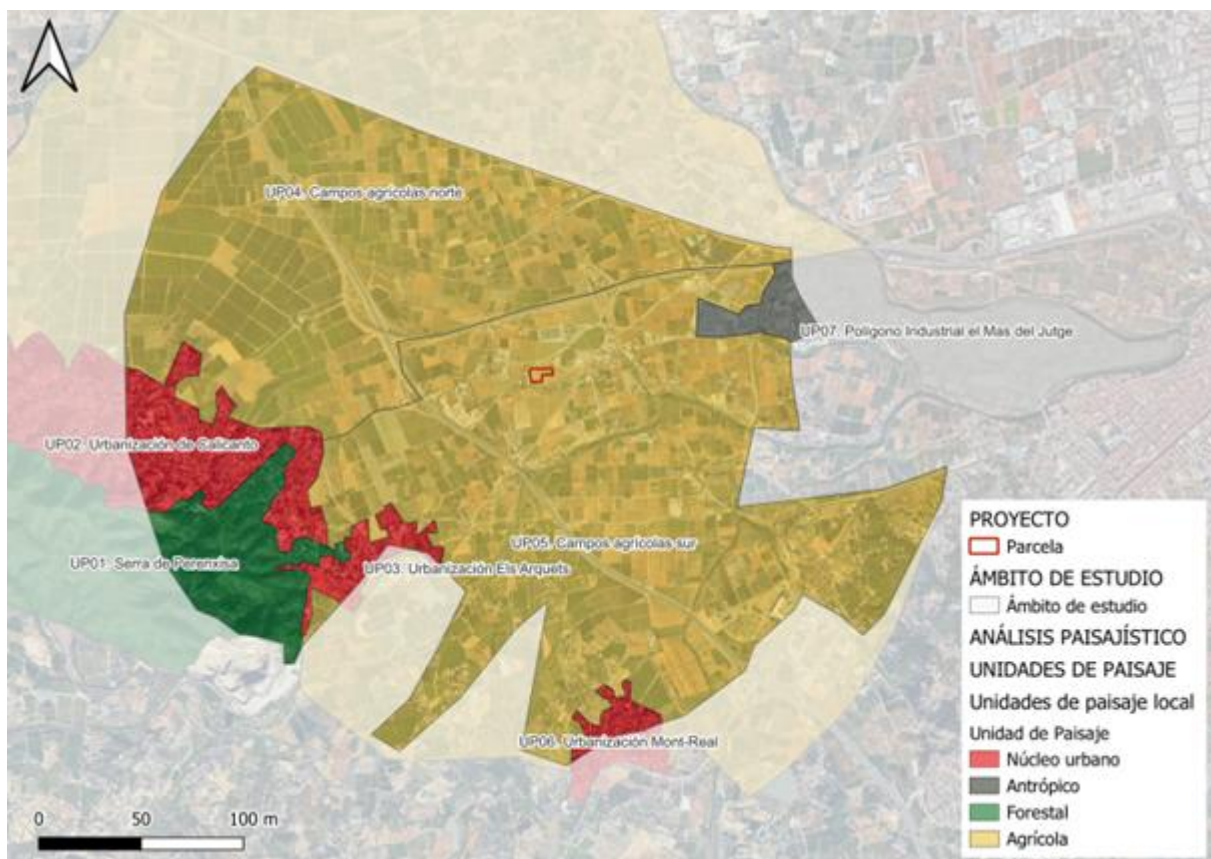 UP04. Campos agrícolas norte
UP07. Polígono Industrial el Mas del Jutge
UP02. Urbanización de Calicanto
UP05. Campos agrícolas sur
UP01. Serra de Perenxisa
UP03. Urbanización Els Arquets
UP06. Urbanización Mont-Real
PROYECTO
Parcela
ÁMBITO DE ESTUDIO
Ámbito de estudio
ANÁLISIS PAISAJÍSTICO
UNIDADES DE PAISAJE
Unidades de paisaje local
Unidad de Paisaje
Núcleo urbano
Antrópico
Forestal
Agrícola
0 50 100 m